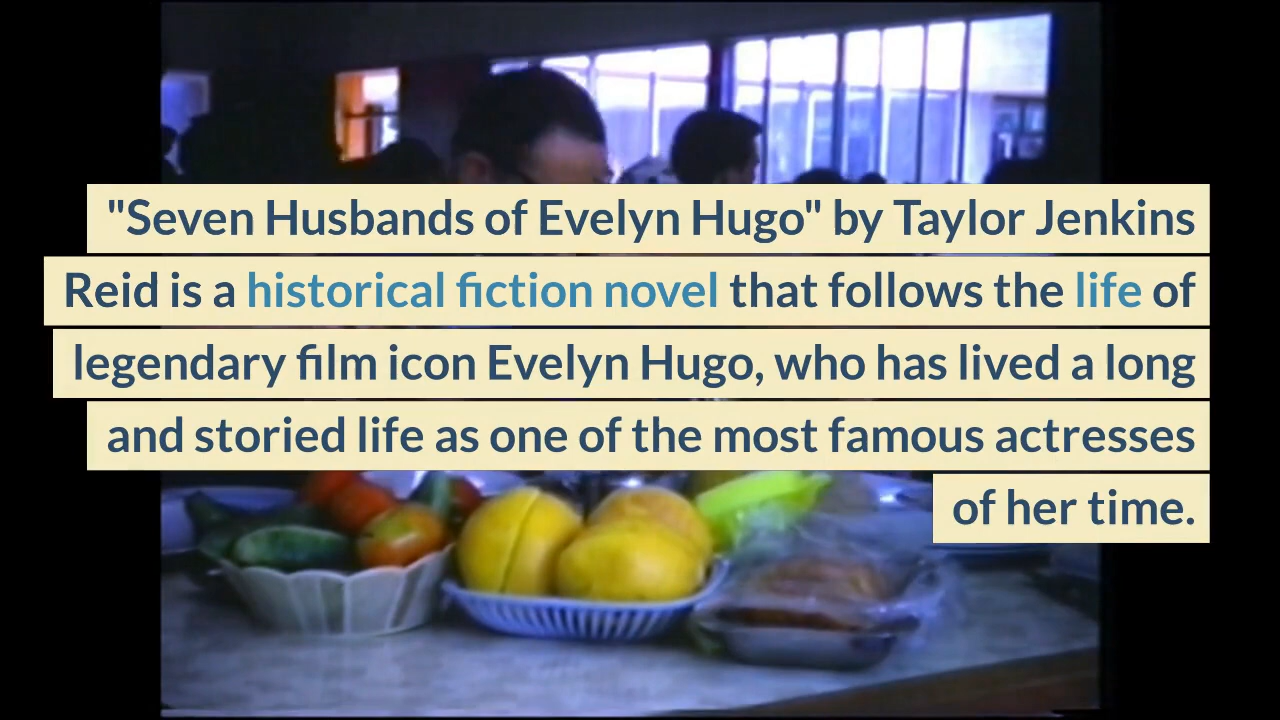 "Seven Husbands of Evelyn Hugo" by Taylor Jenkins
Reid is a historical fiction novel that follows the life of
legendary film icon Evelyn Hugo, who has lived a long
and storied life as one of the most famous actresses
of her time.